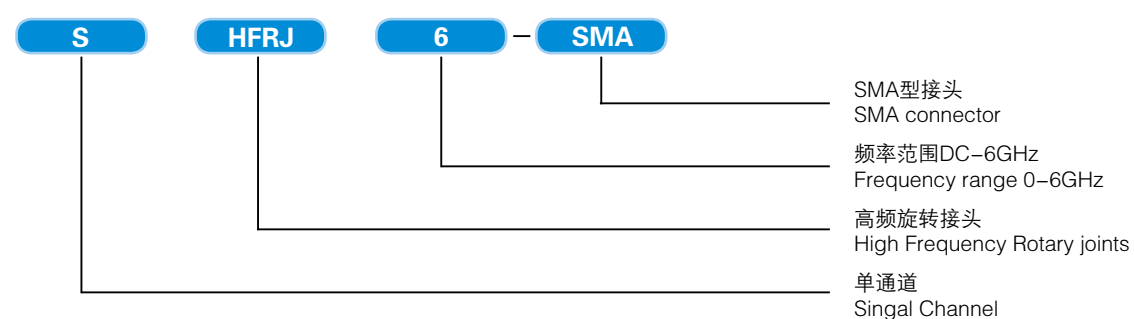 S HFRJ 6 – SMA
SMA型接头
SMA connector
频率范围DC–6GHz
Frequency range 0–6GHz
高频旋转接头
High Frequency Rotary joints
单通道
Singal Channel